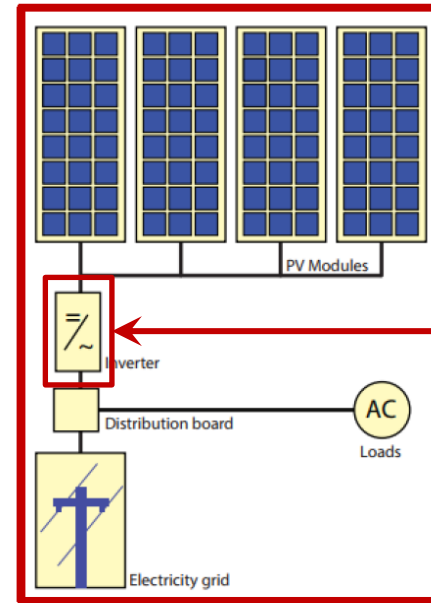 PV Modules
=
~
Inverter
Distribution board
AC
Loads
Electricity grid